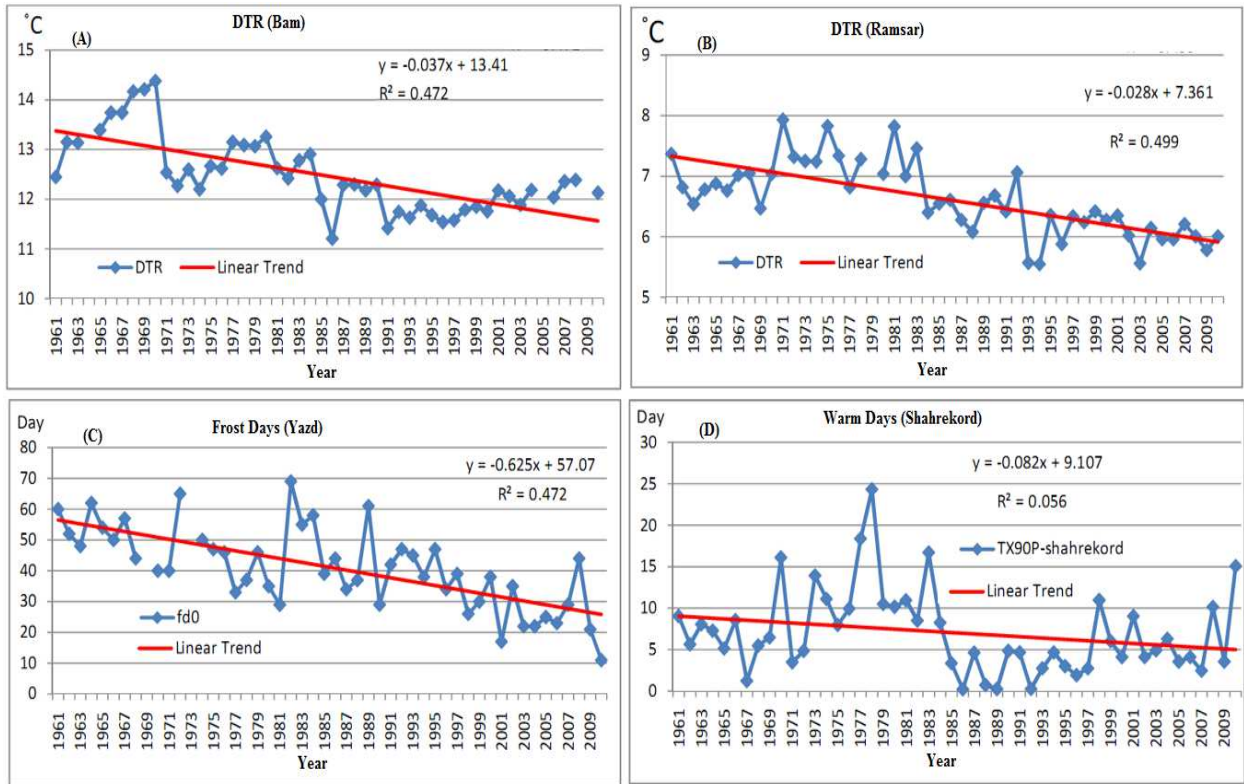 DTR (Bam)
°C
(A)
15
14
13
12
11
10
y = -0.037x + 13.41
R² = 0.472
DTR
Linear Trend
1961 1963 1965 1967 1969 1971 1973 1975 1977 1979 1981 1983 1985 1987 1989 1991 1993 1995 1997 1999 2001 2003 2005 2007 2009
Year
DTR (Ramsar)
°C
(B)
9
8
7
6
5
y = -0.028x + 7.361
R² = 0.499
DTR
Linear Trend
1961 1963 1965 1967 1969 1971 1973 1975 1977 1979 1981 1983 1985 1987 1989 1991 1993 1995 1997 1999 2001 2003 2005 2007 2009
Year
Day
Frost Days (Yazd)
(C)
80
70
60
50
40
30
20
10
0
y = -0.625x + 57.07
R² = 0.472
fd0
Linear Trend
1961 1963 1965 1967 1969 1971 1973 1975 1977 1979 1981 1983 1985 1987 1989 1991 1993 1995 1997 1999 2001 2003 2005 2007 2009
Year
Day
Warm Days (Shahrekord)
(D)
30
25
20
15
10
5
0
y = -0.082x + 9.107
R² = 0.056
TX90P-shahrekord
Linear Trend
1961 1963 1965 1967 1969 1971 1973 1975 1977 1979 1981 1983 1985 1987 1989 1991 1993 1995 1997 1999 2001 2003 2005 2007 2009
Year